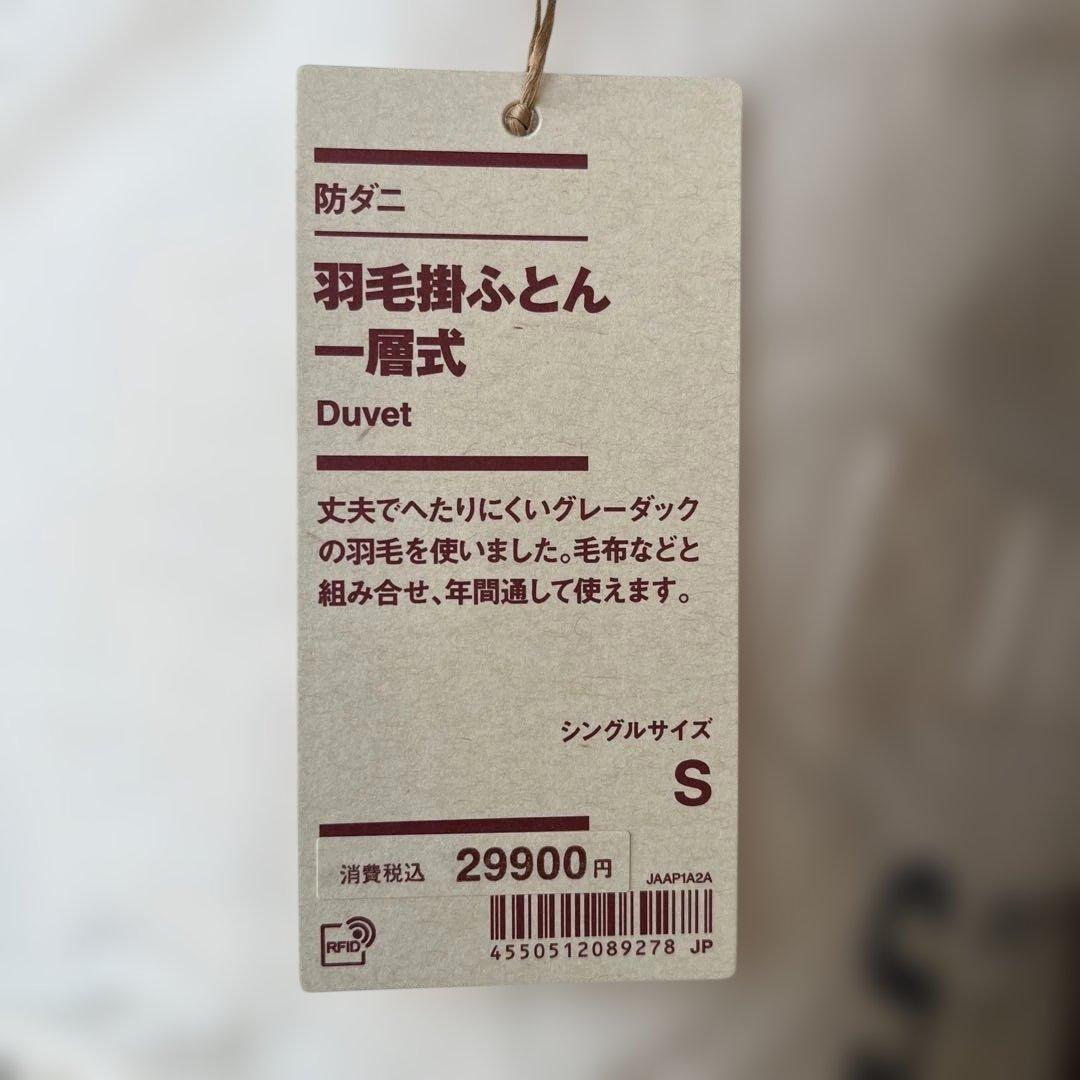 防ダニ
羽毛掛ふとん
一層式
Duvet
丈夫でへたりにくいグレーダック
の羽毛を使いました。毛布などと
組み合せ、年間通して使えます。
シングルサイズ
S
消費税込 29900円
JAAP1A2A
RFID
4550512089278 JP